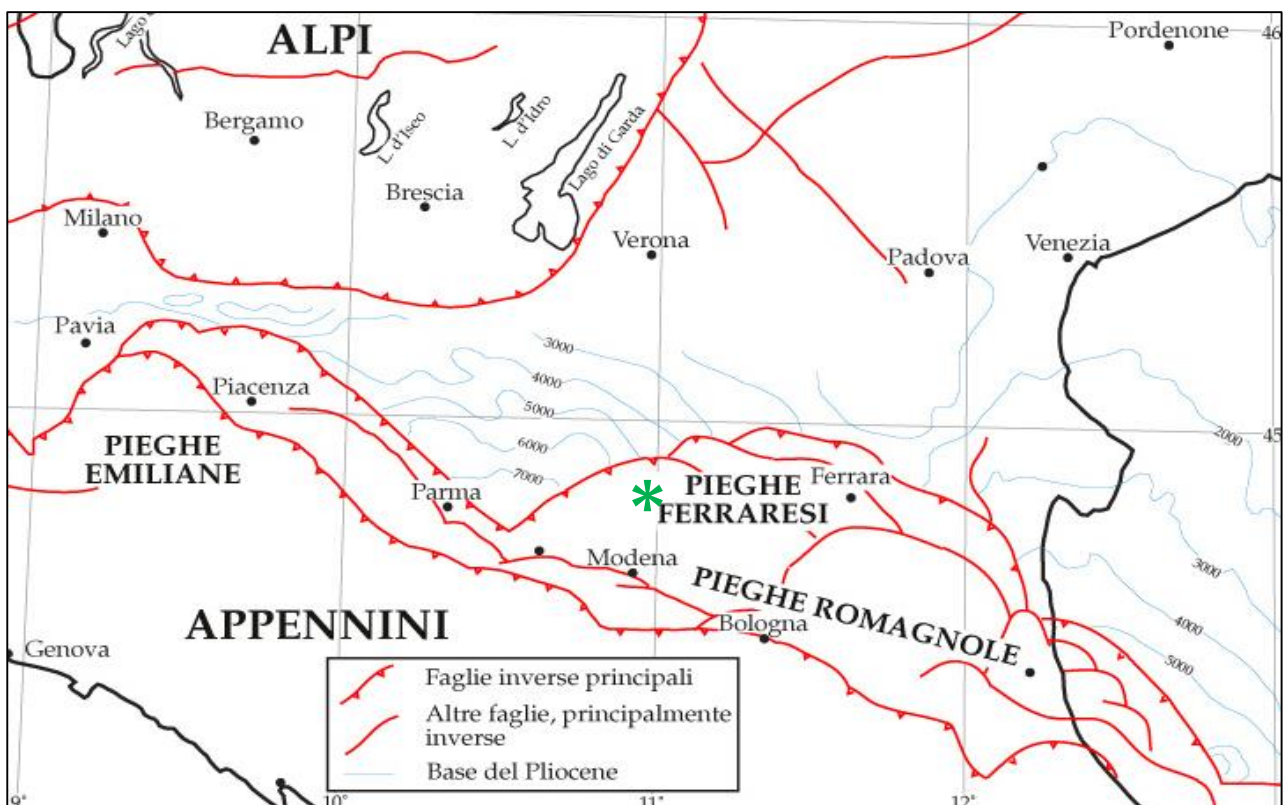 Lago
ALPI
Pordenone
46
Bergamo
L. d'Iseo
L. d'Idro
Lago di Garda
Brescia
Milano
Verona
Padova
Venezia
Pavia
3000
4000
5000
6000
7000
Piacenza
45
2000
PIEGHE
EMILIANE
Parma
PIEGHE
FERRARESI
Ferrara
*
Modena
3000
PIEGHE ROMAGNOLE
4000
5000
APPENNINI
Bologna
Genova
Faglie inverse principali
Altre faglie, principalmente
inverse
Base del Pliocene
9°
10°
11°
12°